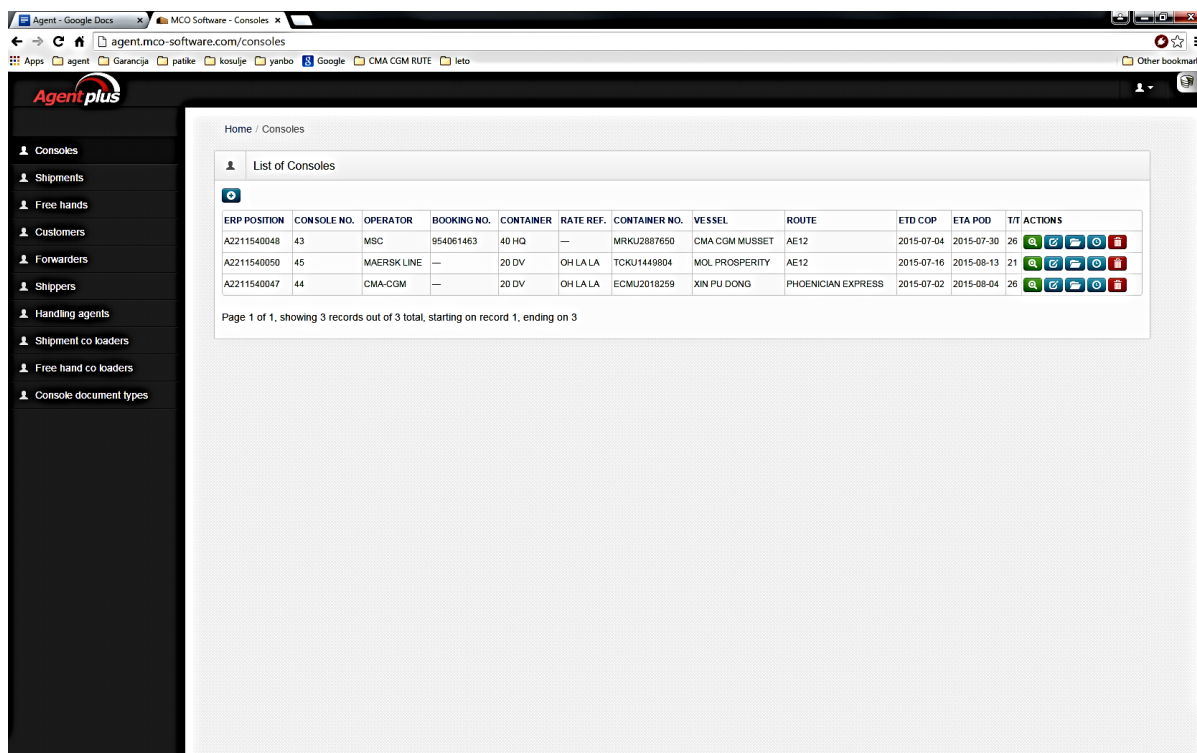 Agent - Google Docs MCO Software - Consoles
agent.mco-software.com/consoles
Apps agent Garancija patike kosulje yanbo Google CMA CGM RUTE leto Other bookmar
Agent plus
Home / Consoles
Consoles
Shipments
Free hands
Customers
Forwarders
Shippers
Handling agents
Shipment co loaders
Free hand co loaders
Console document types
List of Consoles
ERP POSITION CONSOLE NO. OPERATOR BOOKING NO. CONTAINER RATE REF. CONTAINER NO. VESSEL ROUTE ETD COP ETA POD T/T ACTIONS
A2211540048 43 MSC 954061463 40 HQ — MRKU2887650 CMA CGM MUSSET AE12 2015-07-04 2015-07-30 26
A2211540050 45 MAERSK LINE — 20 DV OH LA LA TCKU1449804 MOL PROSPERITY AE12 2015-07-16 2015-08-13 21
A2211540047 44 CMA-CGM — 20 DV OH LA LA ECMU2018259 XIN PU DONG PHOENICIAN EXPRESS 2015-07-02 2015-08-04 26
Page 1 of 1, showing 3 records out of 3 total, starting on record 1, ending on 3